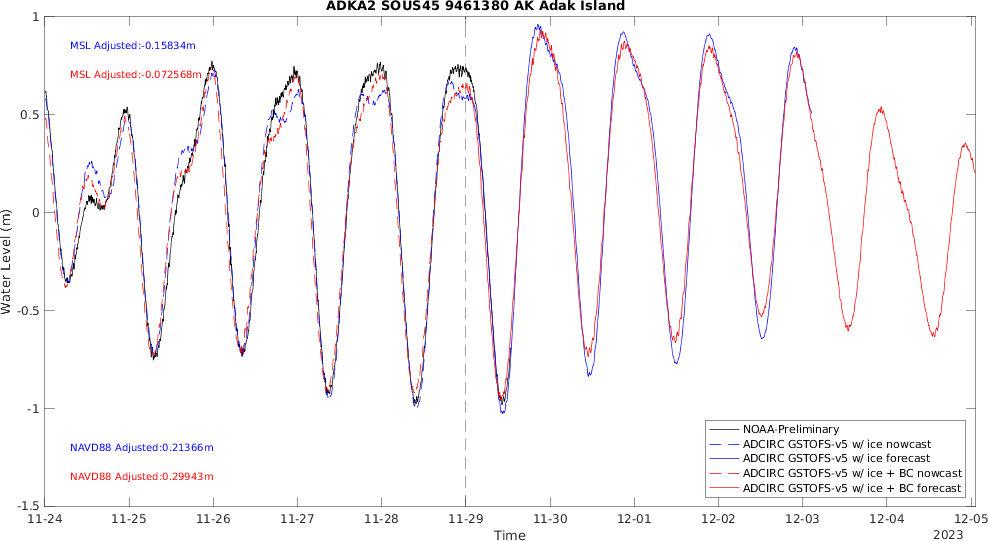 ADKA2 SOUS45 9461380 AK Adak Island
1
0.5
0
-0.5
-1
-1.5
Water Level (m)
MSL Adjusted:-0.15834m
MSL Adjusted:-0.072568m
NAVD88 Adjusted:0.21366m
NAVD88 Adjusted:0.29943m
NOAA-Preliminary
ADCIRC GSTOFS-v5 w/ ice nowcast
ADCIRC GSTOFS-v5 w/ ice forecast
ADCIRC GSTOFS-v5 w/ ice + BC nowcast
ADCIRC GSTOFS-v5 w/ ice + BC forecast
11-24 11-25 11-26 11-27 11-28 11-29 11-30 12-01 12-02 12-03 12-04 12-05
Time
2023